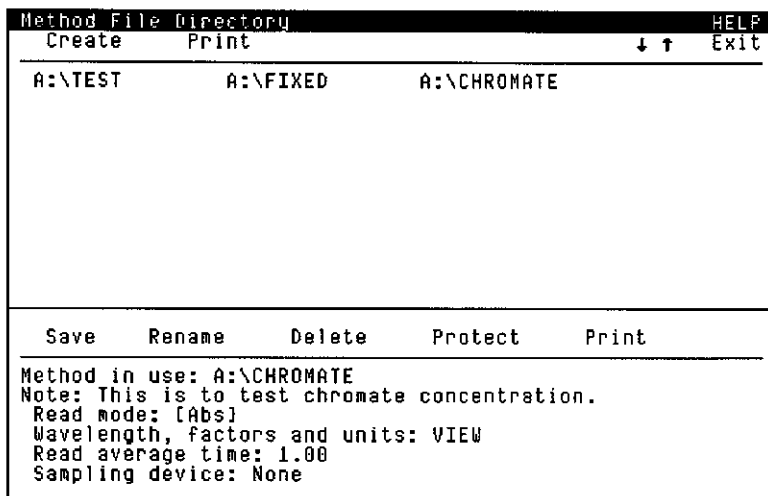 Method File Directory HELP
Create Print ↓ ↑ Exit
A:\TEST A:\FIXED A:\CHROMATE
Save Rename Delete Protect Print
Method in use: A:\CHROMATE
Note: This is to test chromate concentration.
Read mode: [Abs]
Wavelength, factors and units: VIEW
Read average time: 1.00
Sampling device: None